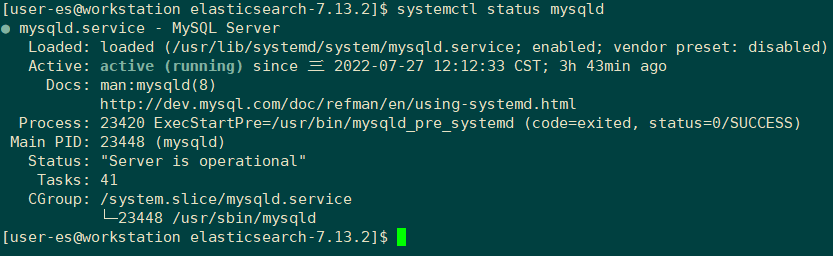 [user-es@workstation elasticsearch-7.13.2]$ systemctl status mysqld
● mysqld.service - MySQL Server
   Loaded: loaded (/usr/lib/systemd/system/mysqld.service; enabled; vendor preset: disabled)
   Active: active (running) since 三 2022-07-27 12:12:33 CST; 3h 43min ago
     Docs: man:mysqld(8)
           http://dev.mysql.com/doc/refman/en/using-systemd.html
  Process: 23420 ExecStartPre=/usr/bin/mysqld_pre_systemd (code=exited, status=0/SUCCESS)
 Main PID: 23448 (mysqld)
   Status: "Server is operational"
    Tasks: 41
   CGroup: /system.slice/mysqld.service
           └─23448 /usr/sbin/mysqld
[user-es@workstation elasticsearch-7.13.2]$